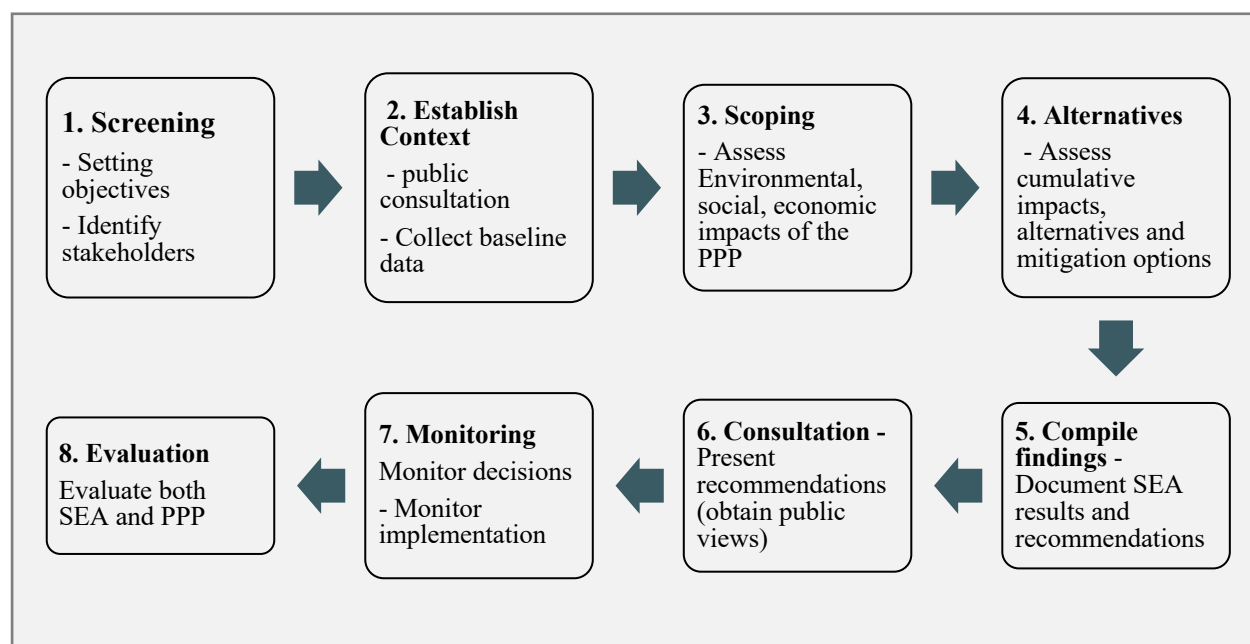 1. Screening
- Setting
objectives
- Identify
stakeholders
2. Establish
Context
- public
consultation
- Collect baseline
data
3. Scoping
- Assess
Environmental,
social, economic
impacts of the
PPP
4. Alternatives
- Assess
cumulative
impacts,
alternatives and
mitigation options
5. Compile
findings -
Document SEA
results and
recommendations
6. Consultation -
Present
recommendations
(obtain public
views)
7. Monitoring
Monitor decisions
- Monitor
implementation
8. Evaluation
Evaluate both
SEA and PPP